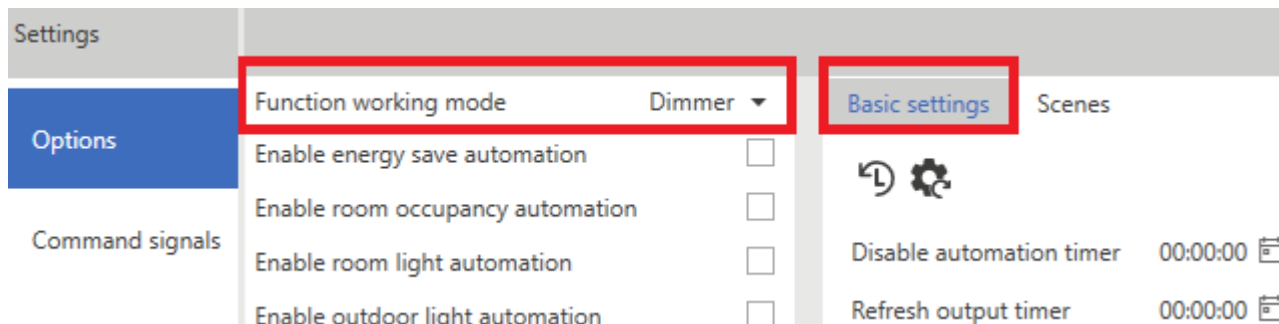 Settings
Options
Command signals
Function working mode Dimmer
Enable energy save automation
Enable room occupancy automation
Enable room light automation
Enable outdoor light automation
Basic settings Scenes
Disable automation timer 00:00:00
Refresh output timer 00:00:00